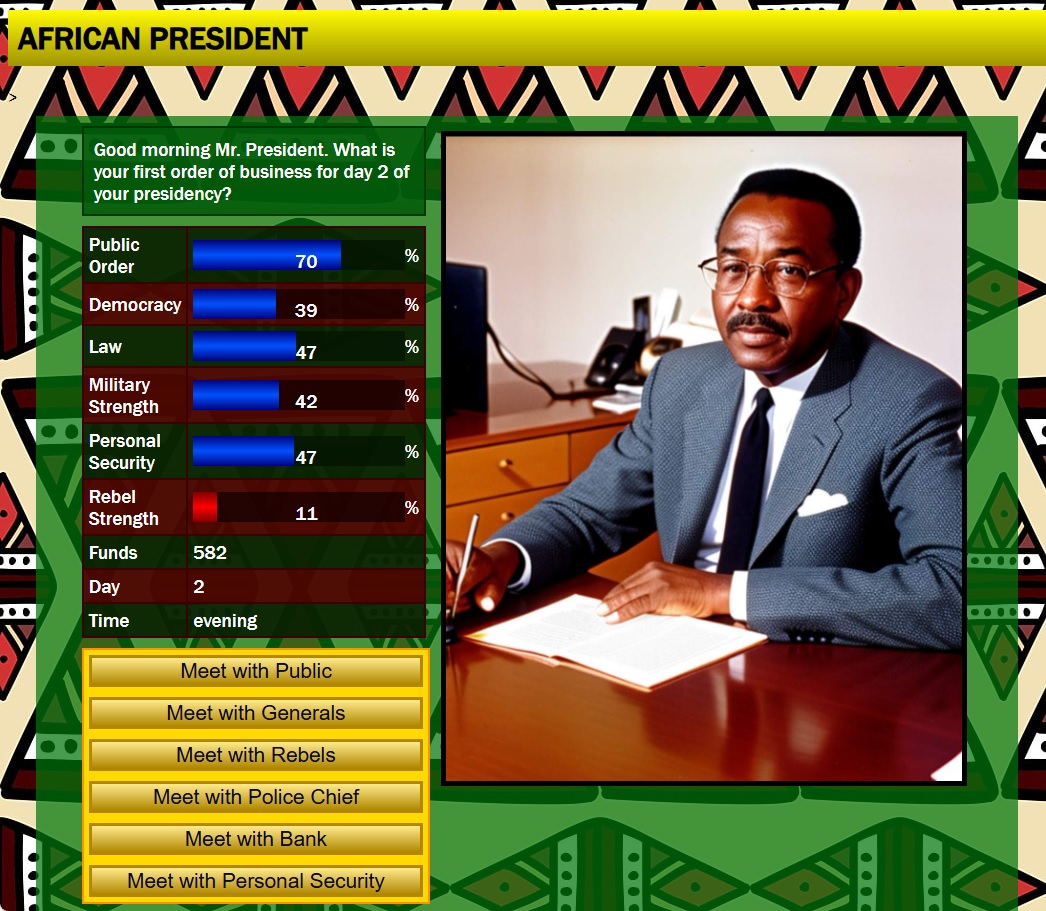 AFRICAN PRESIDENT
>
Good morning Mr. President. What is
your first order of business for day 2 of
your presidency?
Public
Order
70
%
Democracy
39
%
Law
47
%
Military
Strength
42
%
Personal
Security
47
%
Rebel
Strength
11
%
Funds 582
Day 2
Time evening
Meet with Public
Meet with Generals
Meet with Rebels
Meet with Police Chief
Meet with Bank
Meet with Personal Security